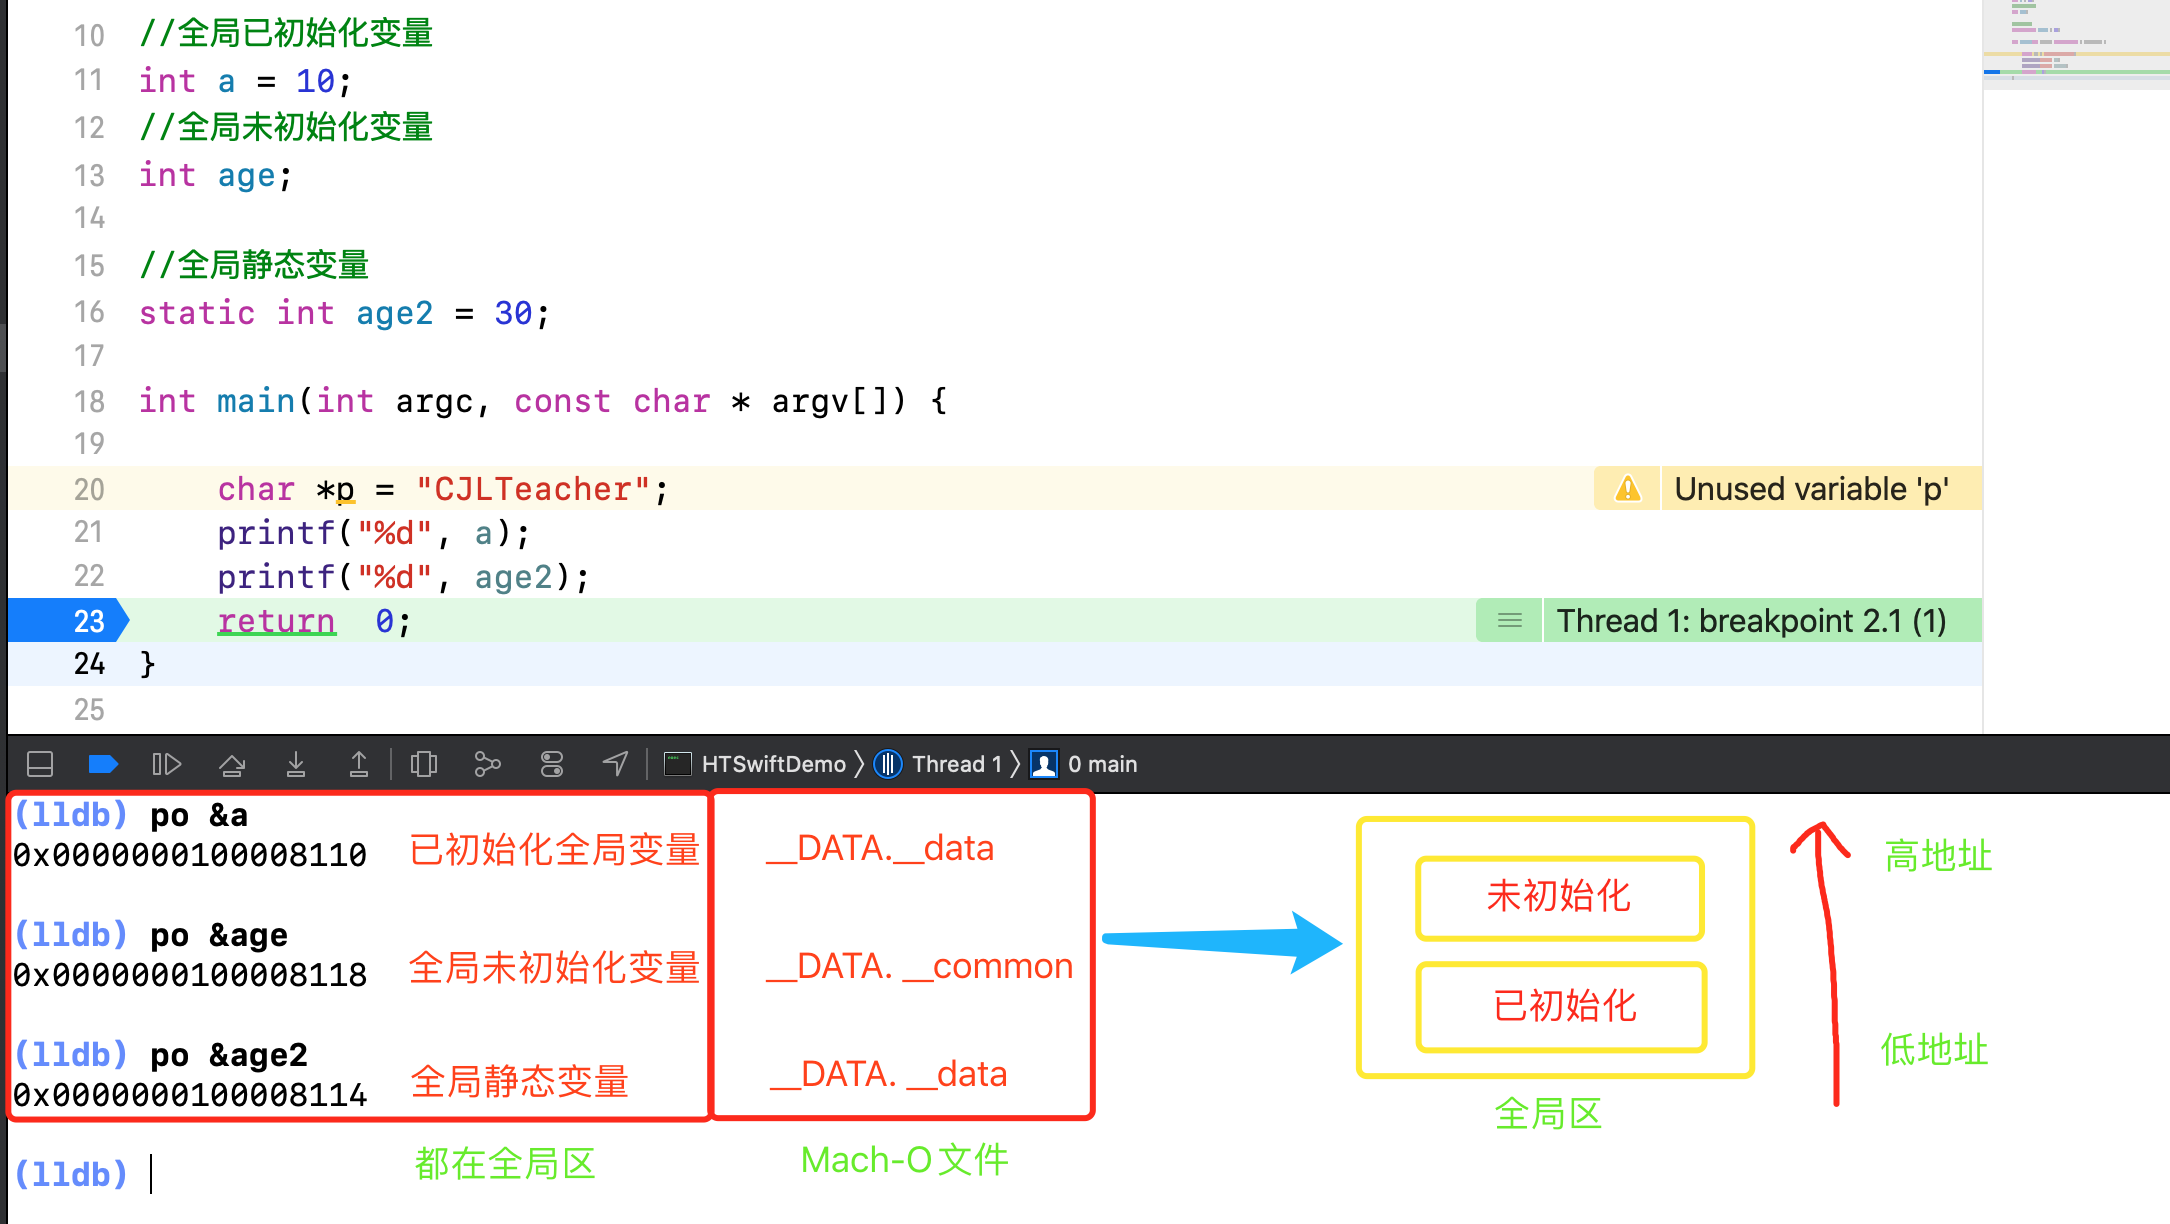 10 //全局已初始化变量
11 int a = 10;
12 //全局未初始化变量
13 int age;
14
15 //全局静态变量
16 static int age2 = 30;
17
18 int main(int argc, const char * argv[]) {
19
20 char *p = "CJLTeacher"; Unused variable 'p'
21 printf("%d", a);
22 printf("%d", age2);
23 return 0; Thread 1: breakpoint 2.1 (1)
24 }
25
HTSwiftDemo 〉 Thread 1 〉 0 main
(lldb) po &a
0x0000000100008110 已初始化全局变量 __DATA.__data
(lldb) po &age
0x0000000100008118 全局未初始化变量 __DATA. __common
(lldb) po &age2
0x0000000100008114 全局静态变量 __DATA. __data
(lldb)
都在全局区
Mach-O文件
未初始化
已初始化
全局区
高地址
低地址